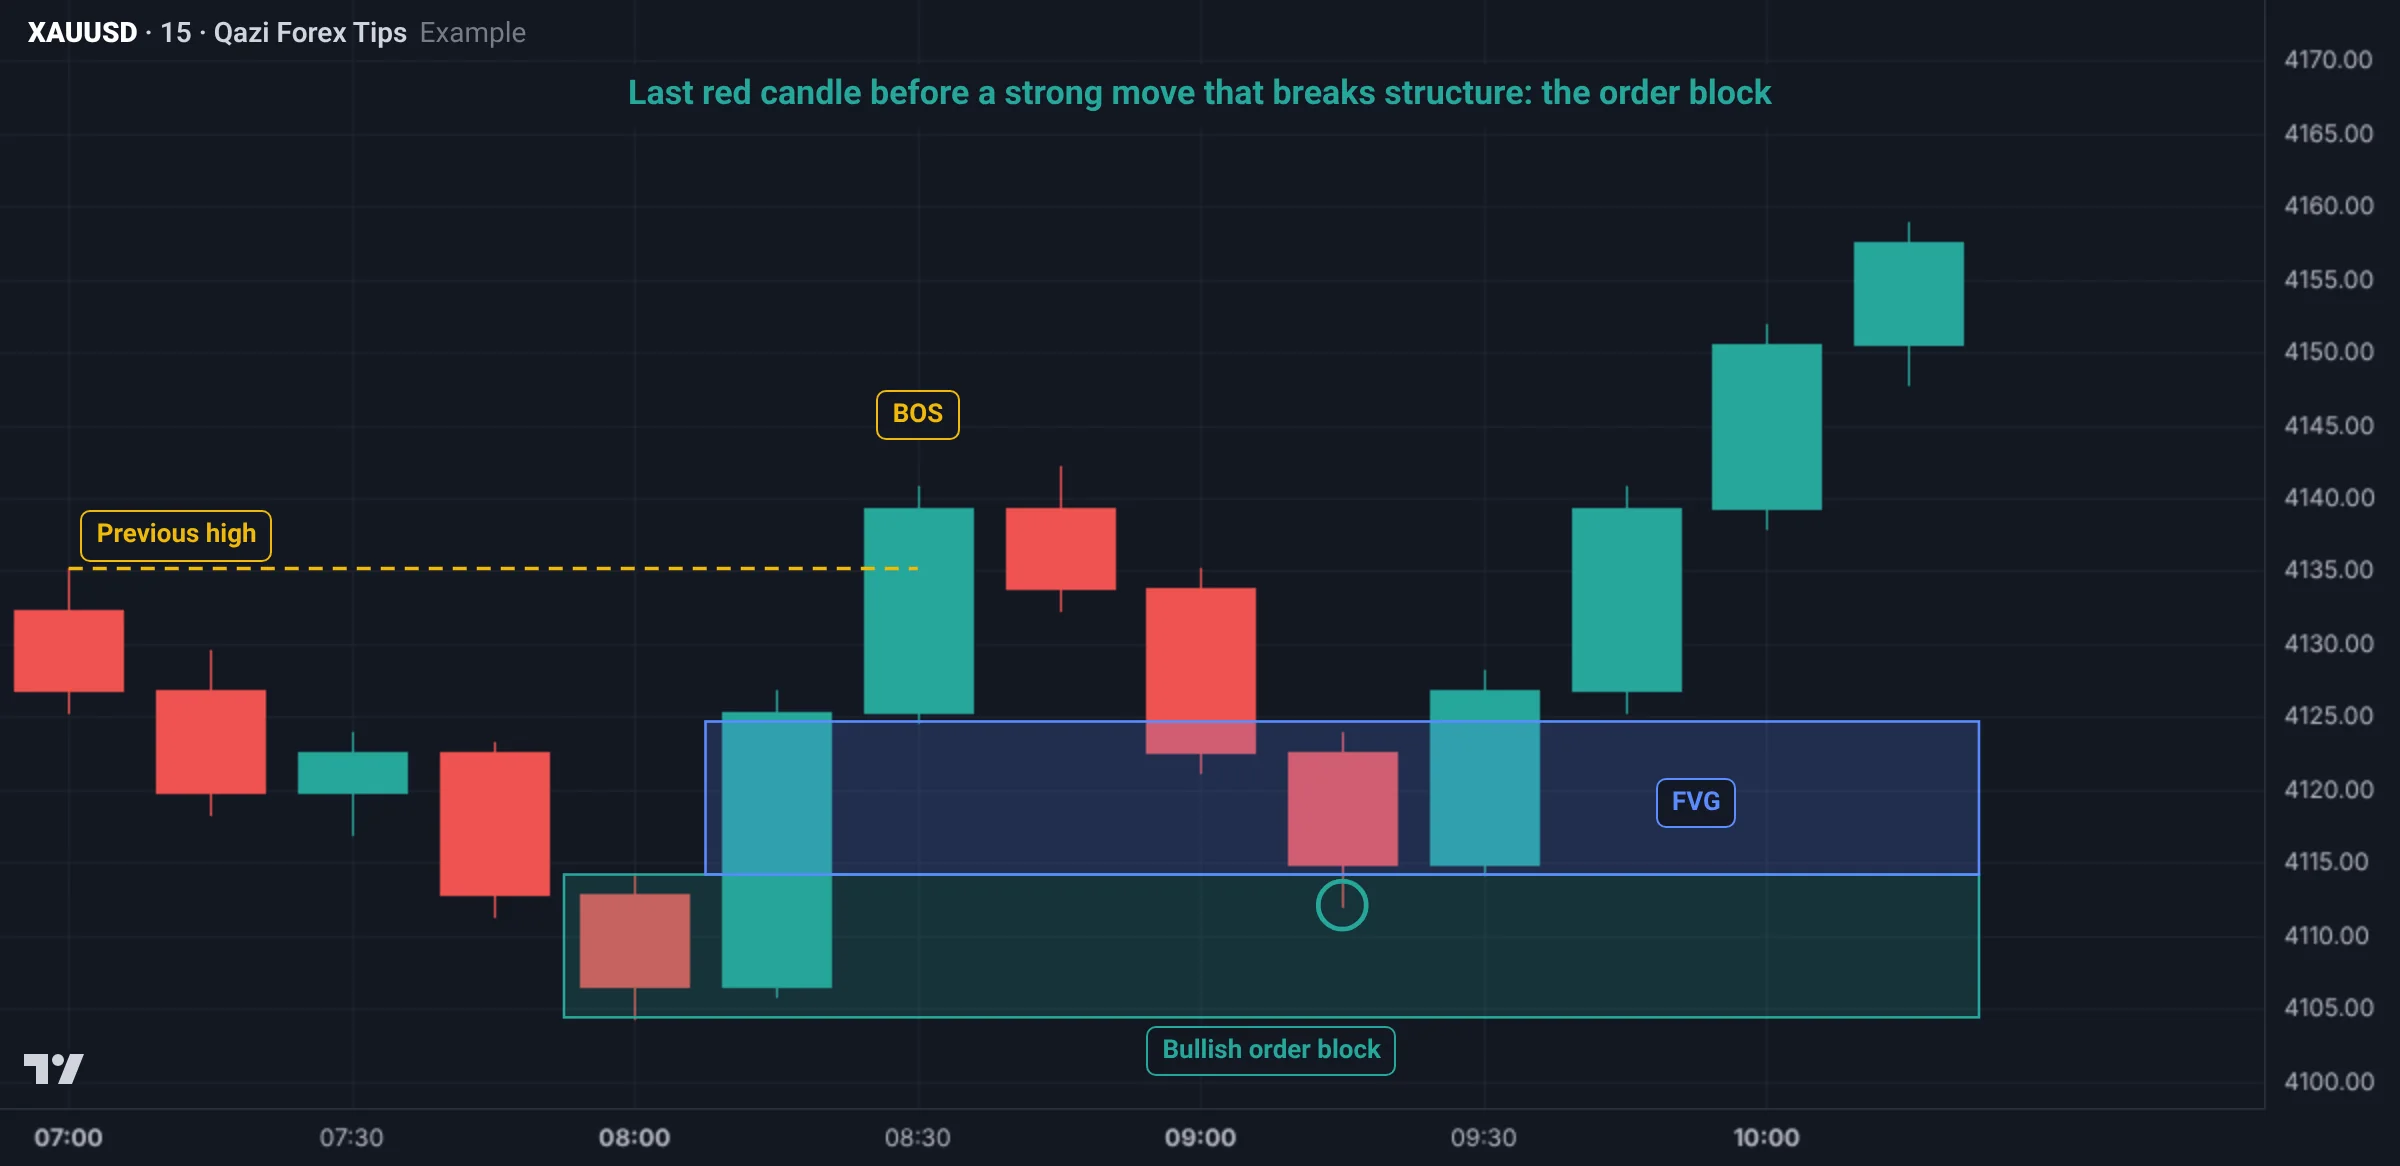 XAUUSD · 15 · Qazi Forex Tips Example
Last red candle before a strong move that breaks structure: the order block
4170.00
4165.00
4160.00
4155.00
4150.00
BOS
4145.00
4140.00
Previous high
4135.00
4130.00
4125.00
FVG
4120.00
4115.00
4110.00
4105.00
Bullish order block
4100.00
07:00 07:30 08:00 08:30 09:00 09:30 10:00